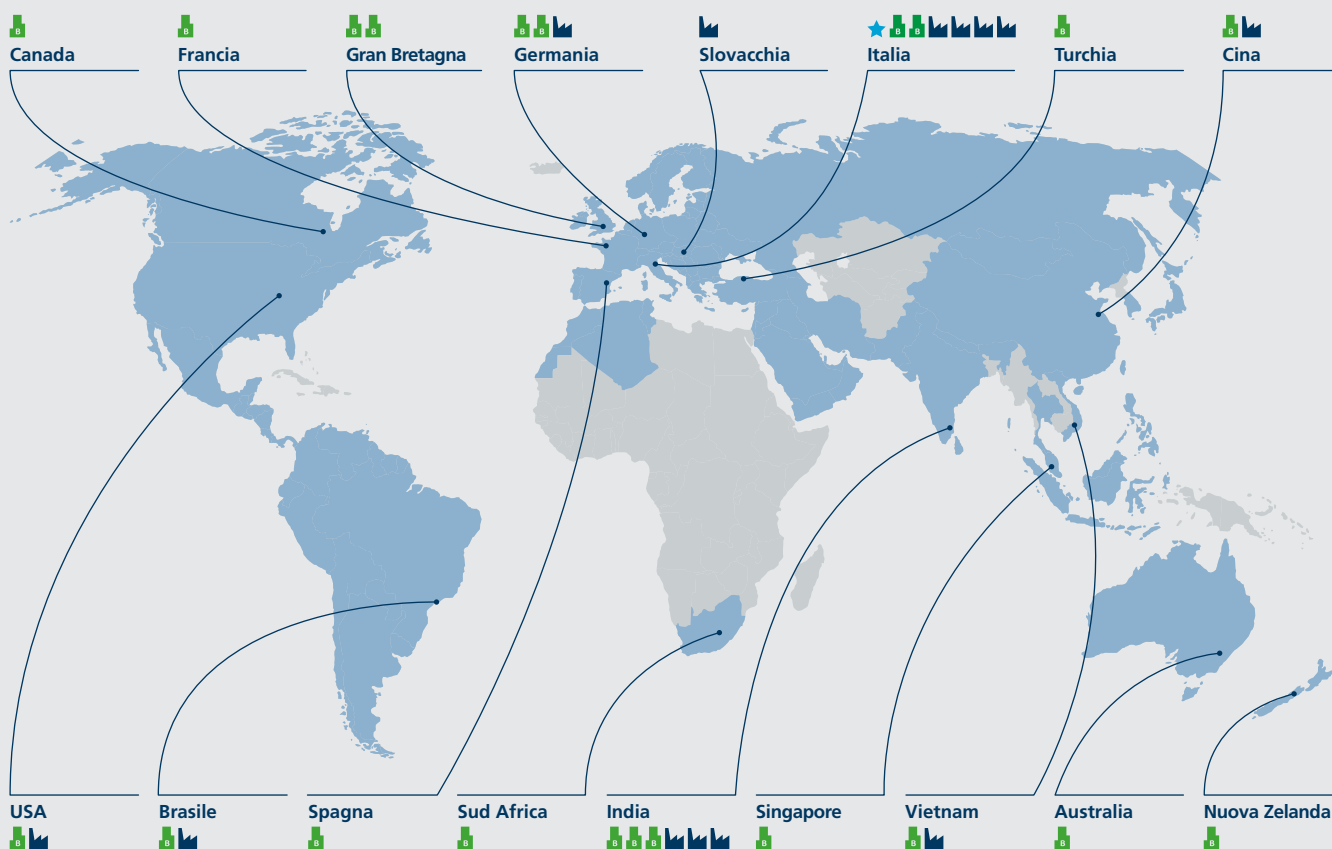 B B B B B B B B B B B
Canada Francia Gran Bretagna Germania Slovacchia Italia Turchia Cina
USA Brasile Spagna Sud Africa India Singapore Vietnam Australia Nuova Zelanda
B B B B B B B B B B B